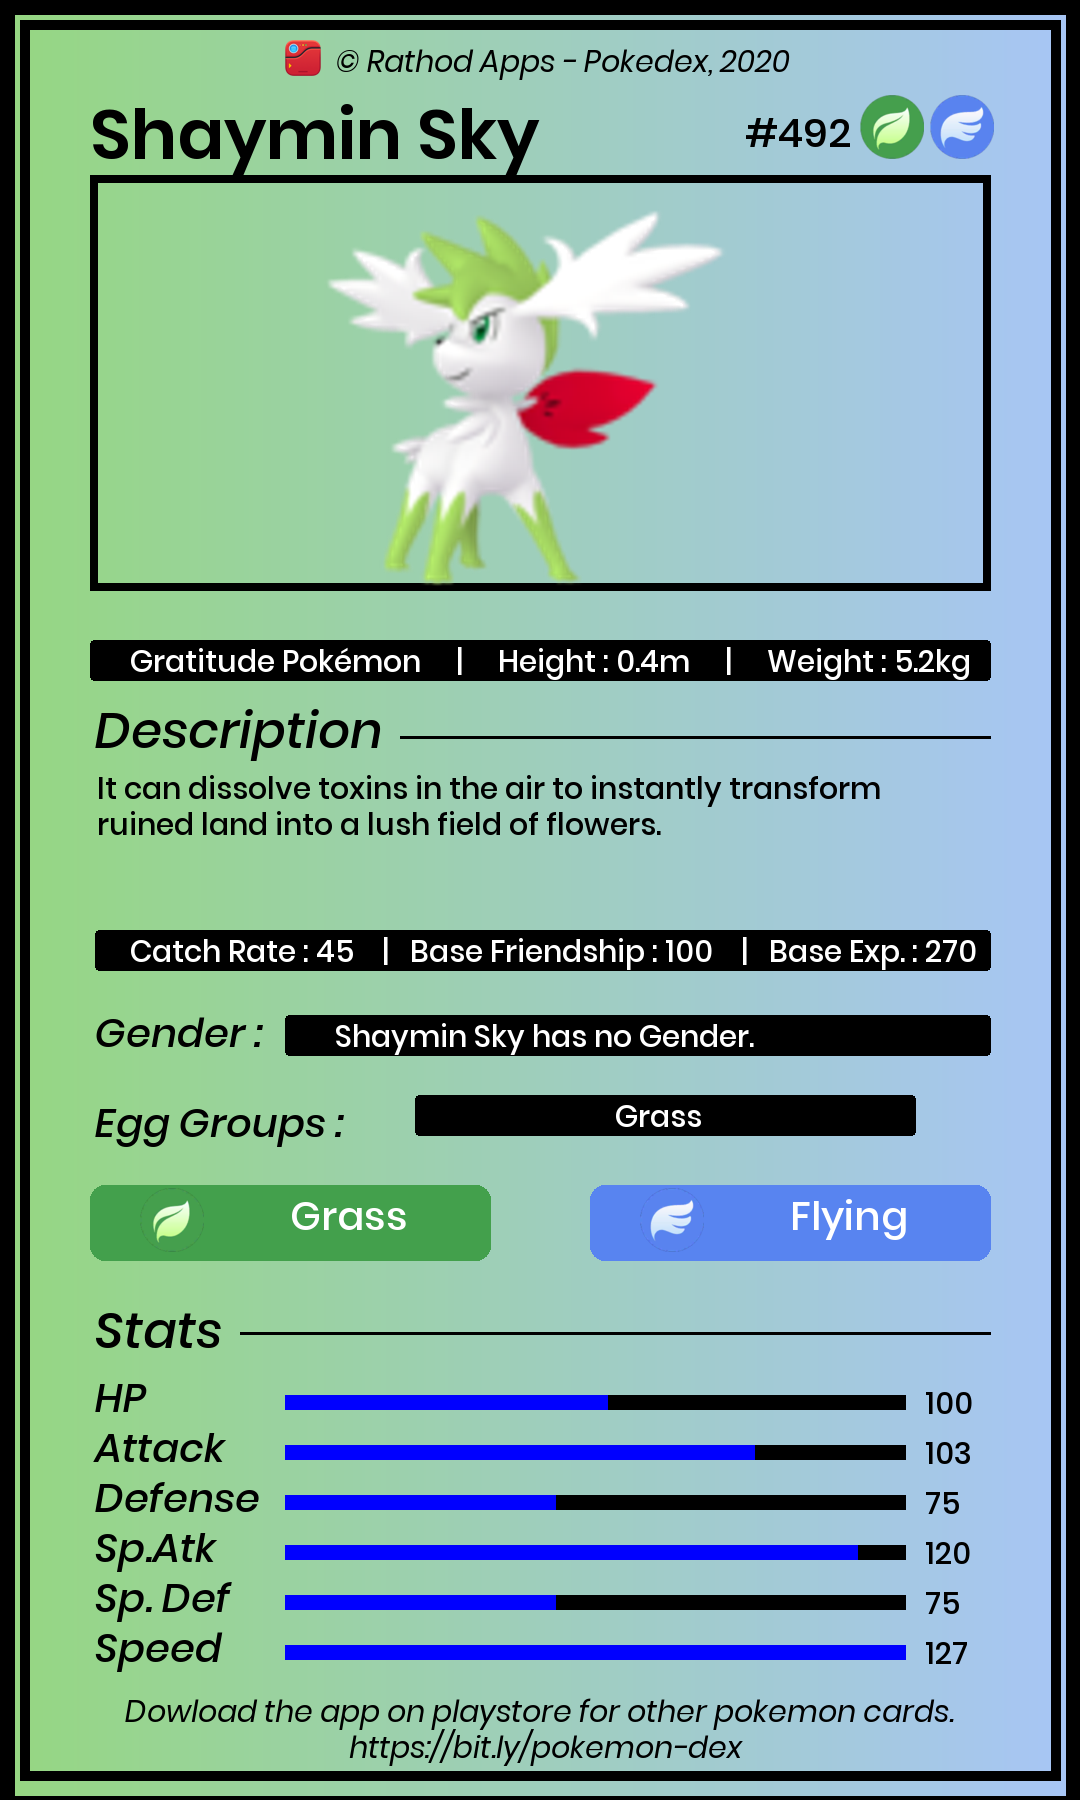 © Rathod Apps - Pokedex, 2020
Shaymin Sky #492
Gratitude Pokémon | Height : 0.4m | Weight : 5.2kg
Description
It can dissolve toxins in the air to instantly transform
ruined land into a lush field of flowers.
Catch Rate : 45 | Base Friendship : 100 | Base Exp. : 270
Gender : Shaymin Sky has no Gender.
Egg Groups : Grass
Grass Flying
Stats
HP 100
Attack 103
Defense 75
Sp.Atk 120
Sp. Def 75
Speed 127
Dowload the app on playstore for other pokemon cards.
https://bit.ly/pokemon-dex